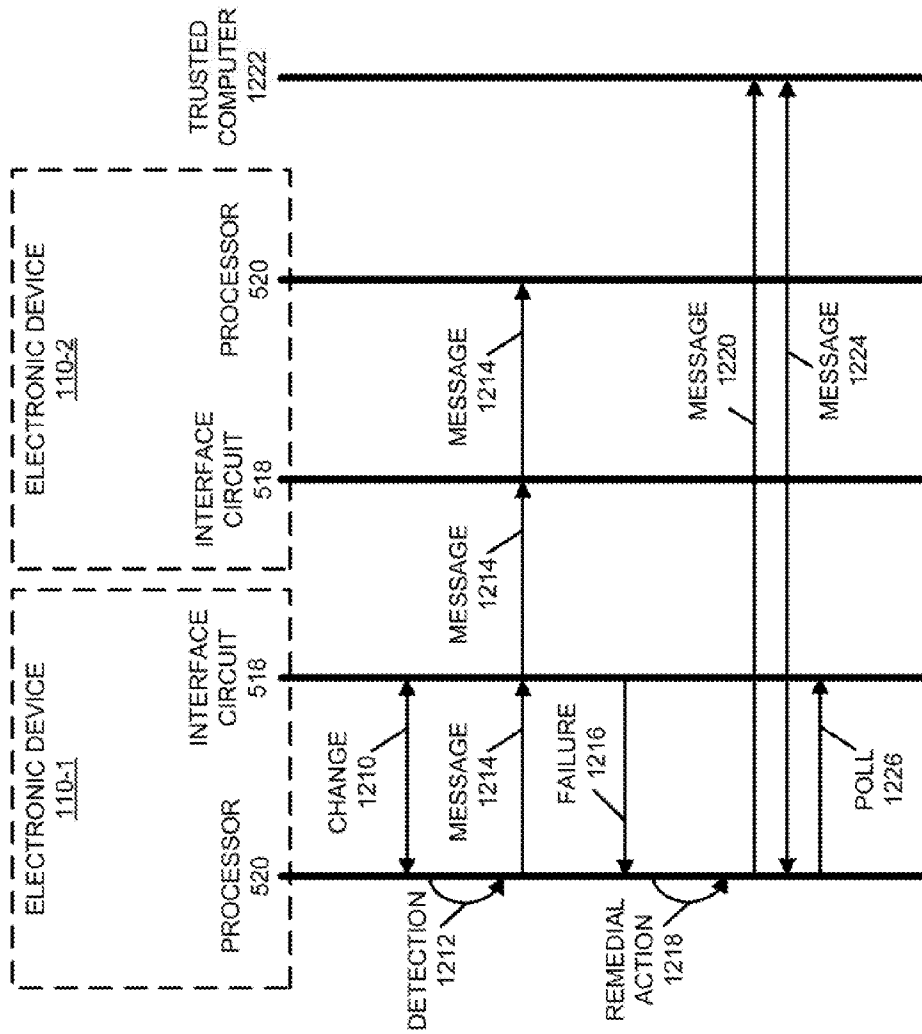 ELECTRONIC DEVICE
110-1
ELECTRONIC DEVICE
110-2
PROCESSOR
520
INTERFACE
CIRCUIT
518
INTERFACE
CIRCUIT
518
PROCESSOR
520
TRUSTED
COMPUTER
1222
CHANGE
1210
DETECTION
1212
MESSAGE
1214
MESSAGE
1214
MESSAGE
1214
FAILURE
1216
REMEDIAL
ACTION
1218
MESSAGE
1220
MESSAGE
1224
POLL
1226